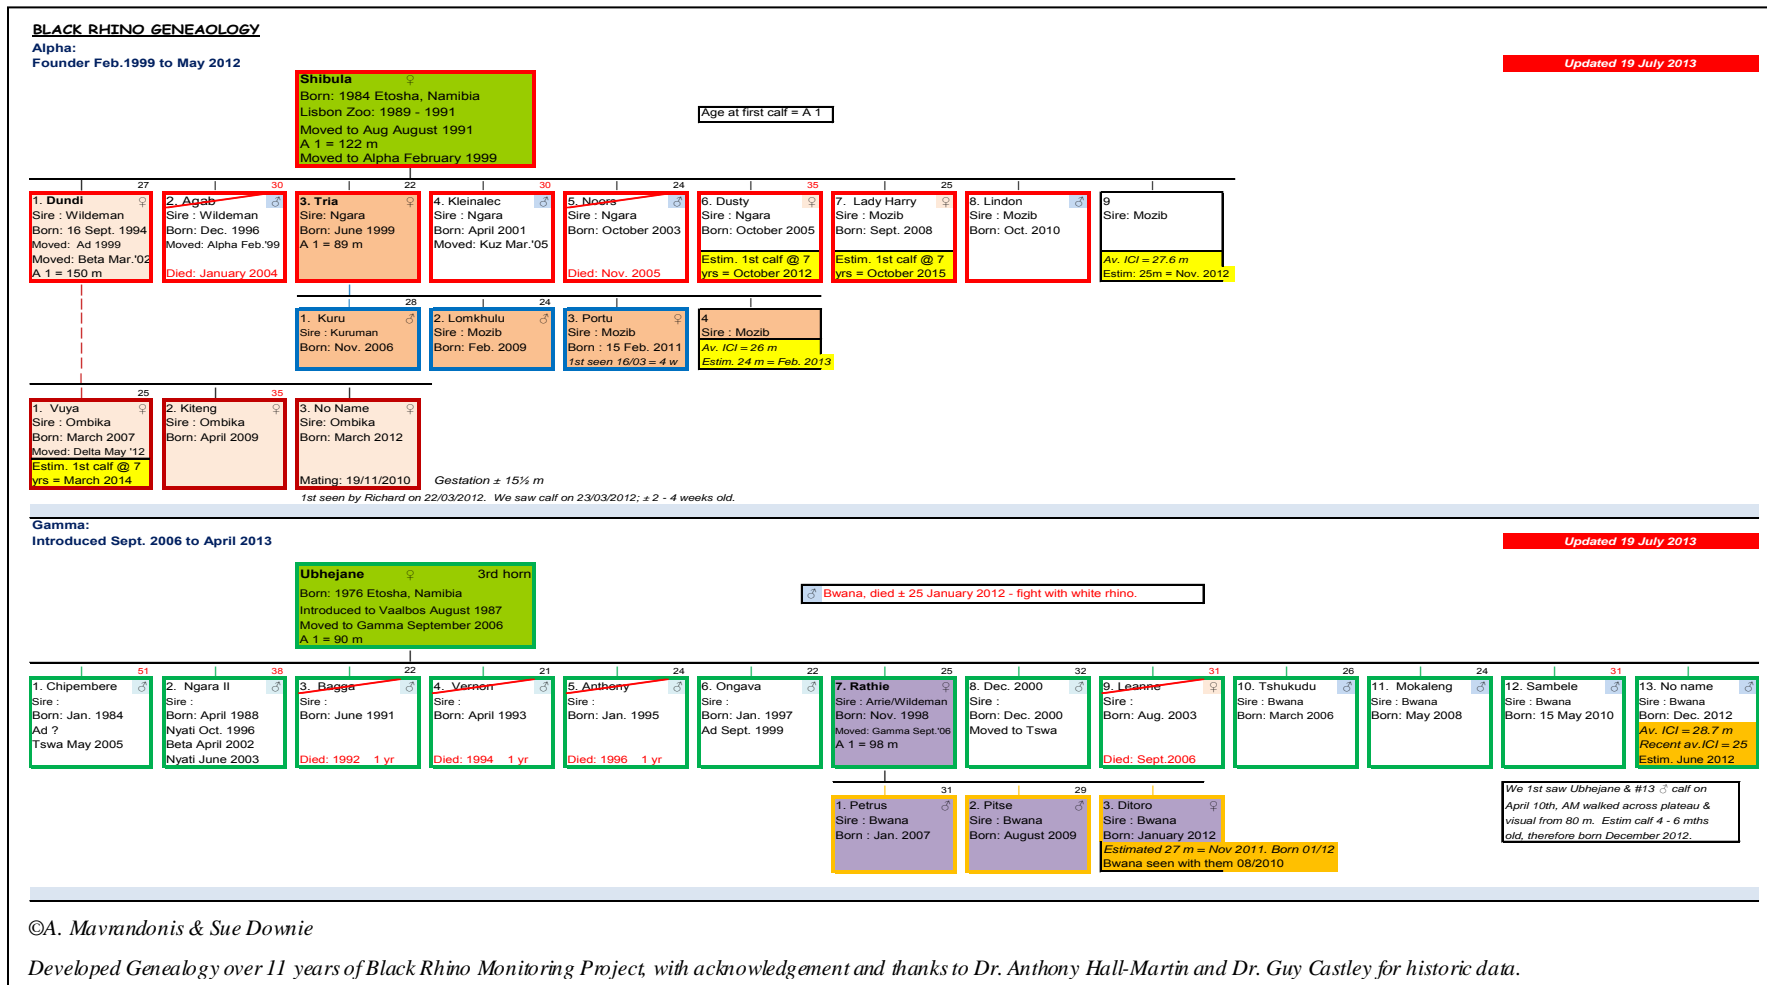 BLACK RHINO GENEAOLOGY
Alpha:
Founder Feb.1999 to May 2012
Updated 19 July 2013
Shibula ♀
Born: 1984 Etosha, Namibia
Lisbon Zoo: 1989 - 1991
Moved to Aug August 1991
A 1 = 122 m
Moved to Alpha February 1999
Age at first calf = A 1
27
1. Dundi ♀
Sire : Wildeman
Born: 16 Sept. 1994
Moved: Ad 1999
Moved: Beta Mar.'02
A 1 = 150 m
30
2. Agab ♂
Sire : Wildeman
Born: Dec. 1996
Moved: Alpha Feb.'99
Died: January 2004
22
3. Tria ♀
Sire: Ngara
Born: June 1999
A 1 = 89 m
30
4. Kleinalec ♂
Sire : Ngara
Born: April 2001
Moved: Kuz Mar.'05
24
5. Noors ♂
Sire : Ngara
Born: October 2003
Died: Nov. 2005
35
6. Dusty ♀
Sire : Ngara
Born: October 2005
Estim. 1st calf @ 7
yrs = October 2012
25
7. Lady Harry ♀
Sire : Mozib
Born: Sept. 2008
Estim. 1st calf @ 7
yrs = October 2015
8. Lindon ♂
Sire : Mozib
Born: Oct. 2010
9
Sire: Mozib
Av. ICI = 27.6 m
Estim: 25m = Nov. 2012
28
1. Kuru ♂
Sire : Kuruman
Born: Nov. 2006
24
2. Lomkhulu ♂
Sire : Mozib
Born: Feb. 2009
3. Portu ♀
Sire : Mozib
Born : 15 Feb. 2011
1st seen 16/03 = 4 w
4
Sire : Mozib
Av. ICI = 26 m
Estim. 24 m = Feb. 2013
25
1. Vuya ♀
Sire : Ombika
Born: March 2007
Moved: Delta May '12
Estim. 1st calf @ 7
yrs = March 2014
35
2. Kiteng ♀
Sire : Ombika
Born: April 2009
3. No Name ♀
Sire: Ombika
Born: March 2012
Mating: 19/11/2010
Gestation ± 15½ m
1st seen by Richard on 22/03/2012. We saw calf on 23/03/2012; ± 2 - 4 weeks old.
Gamma:
Introduced Sept. 2006 to April 2013
Updated 19 July 2013
Ubhejane ♀ 3rd horn
Born: 1976 Etosha, Namibia
Introduced to Vaalbos August 1987
Moved to Gamma September 2006
A 1 = 90 m
♂ Bwana, died ± 25 January 2012 - fight with white rhino.
51
1. Chipembere ♂
Sire :
Born: Jan. 1984
Ad ?
Tswa May 2005
38
2. Ngara II ♂
Sire :
Born: April 1988
Nyati Oct. 1996
Beta April 2002
Nyati June 2003
22
3. Bagga ♂
Sire :
Born: June 1991
Died: 1992 1 yr
21
4. Vernon ♂
Sire :
Born: April 1993
Died: 1994 1 yr
24
5. Anthony ♂
Sire :
Born: Jan. 1995
Died: 1996 1 yr
22
6. Ongava ♂
Sire :
Born: Jan. 1997
Ad Sept. 1999
25
7. Rathie ♀
Sire : Arrie/Wildeman
Born: Nov. 1998
Moved: Gamma Sept.'06
A 1 = 98 m
32
8. Dec. 2000 ♂
Sire :
Born: Dec. 2000
Moved to Tswa
31
9. Leanne ♀
Sire :
Born: Aug. 2003
Died: Sept.2006
26
10. Tshukudu ♂
Sire : Bwana
Born: March 2006
24
11. Mokaleng ♂
Sire : Bwana
Born: May 2008
31
12. Sambele ♂
Sire : Bwana
Born: 15 May 2010
13. No name ♂
Sire : Bwana
Born: Dec. 2012
Av. ICI = 28.7 m
Recent av.ICI = 25
Estim. June 2012
31
1. Petrus ♂
Sire : Bwana
Born : Jan. 2007
29
2. Pitse ♂
Sire : Bwana
Born: August 2009
3. Ditoro ♀
Sire : Bwana
Born: January 2012
Estimated 27 m = Nov 2011. Born 01/12
Bwana seen with them 08/2010
We 1st saw Ubhejane & #13 ♂ calf on
April 10th, AM walked across plateau &
visual from 80 m. Estim calf 4 - 6 mths
old, therefore born December 2012.
©A. Mavrandonis & Sue Downie
Developed Genealogy over 11 years of Black Rhino Monitoring Project, with acknowledgement and thanks to Dr. Anthony Hall-Martin and Dr. Guy Castley for historic data.